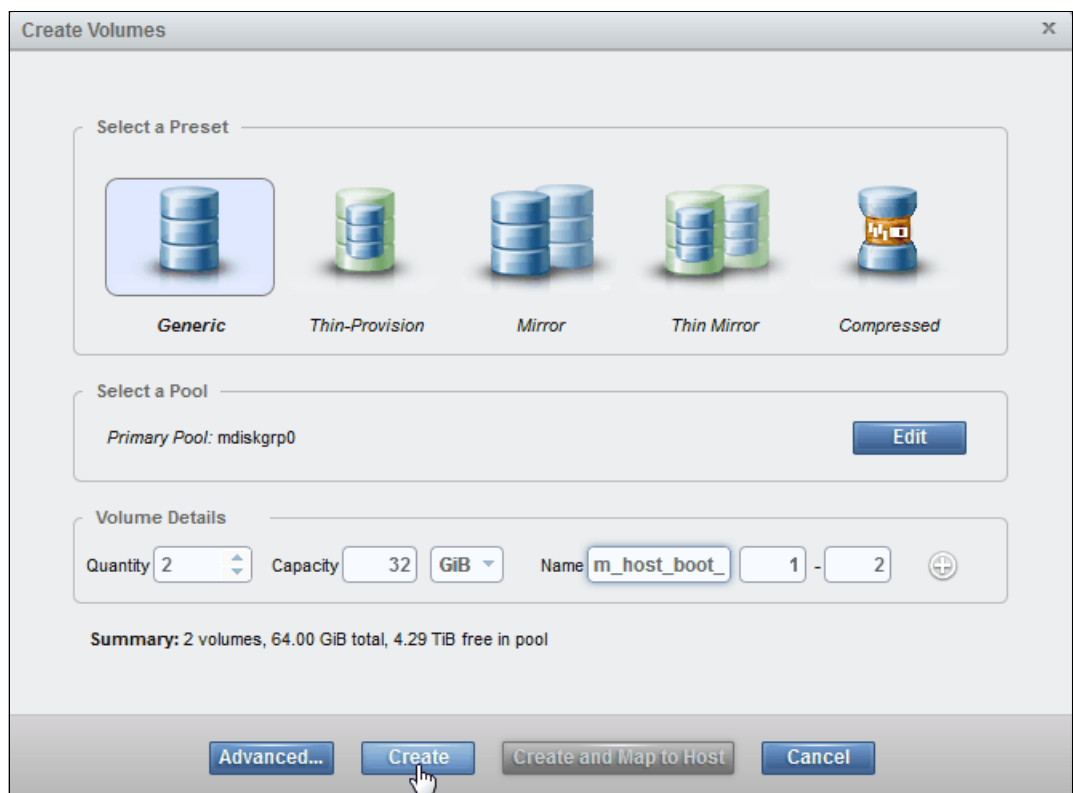 Create Volumes x
Select a Preset
Generic Thin-Provision Mirror Thin Mirror Compressed
Select a Pool
Primary Pool: mdiskgrp0 Edit
Volume Details
Quantity 2 Capacity 32 GiB Name m_host_boot_ 1 - 2
Summary: 2 volumes, 64.00 GiB total, 4.29 TiB free in pool
Advanced... Create Create and Map to Host Cancel